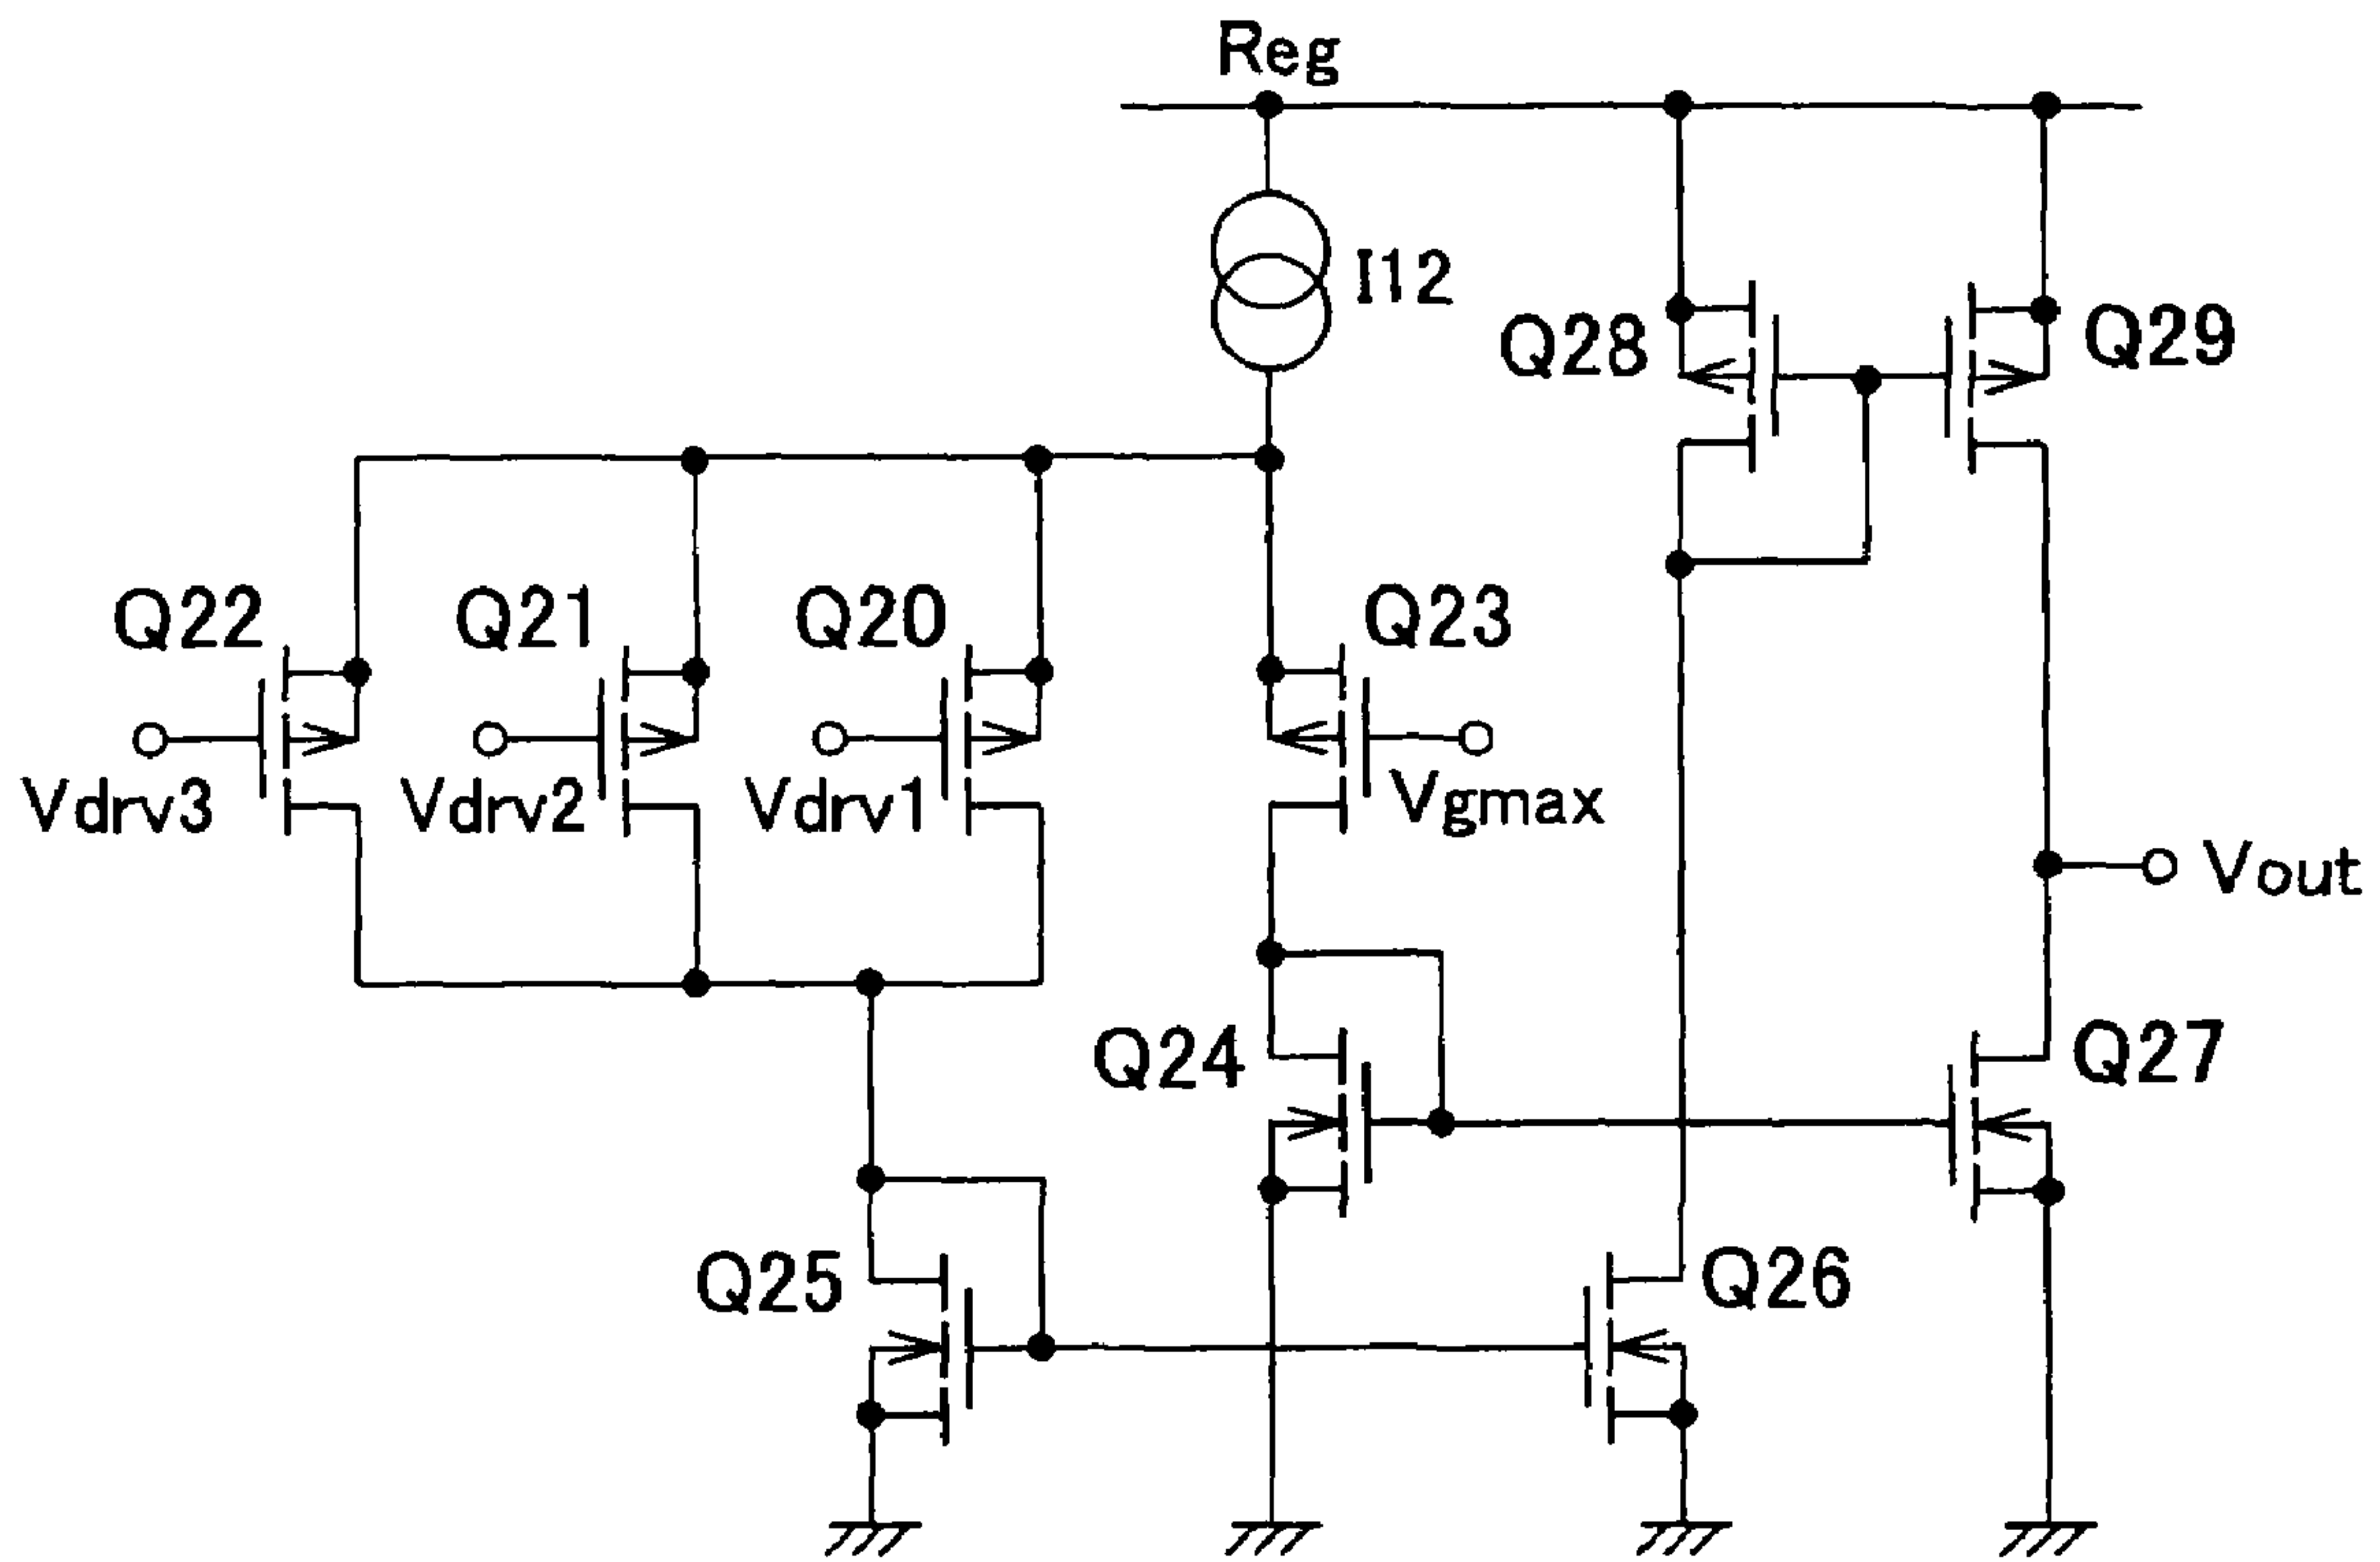 Reg
I12
Q28
Q29
Q22
Q21
Q20
Q23
Vdrv3
Vdrv2
Vdrv1
Vgmax
Vout
Q24
Q27
Q25
Q26